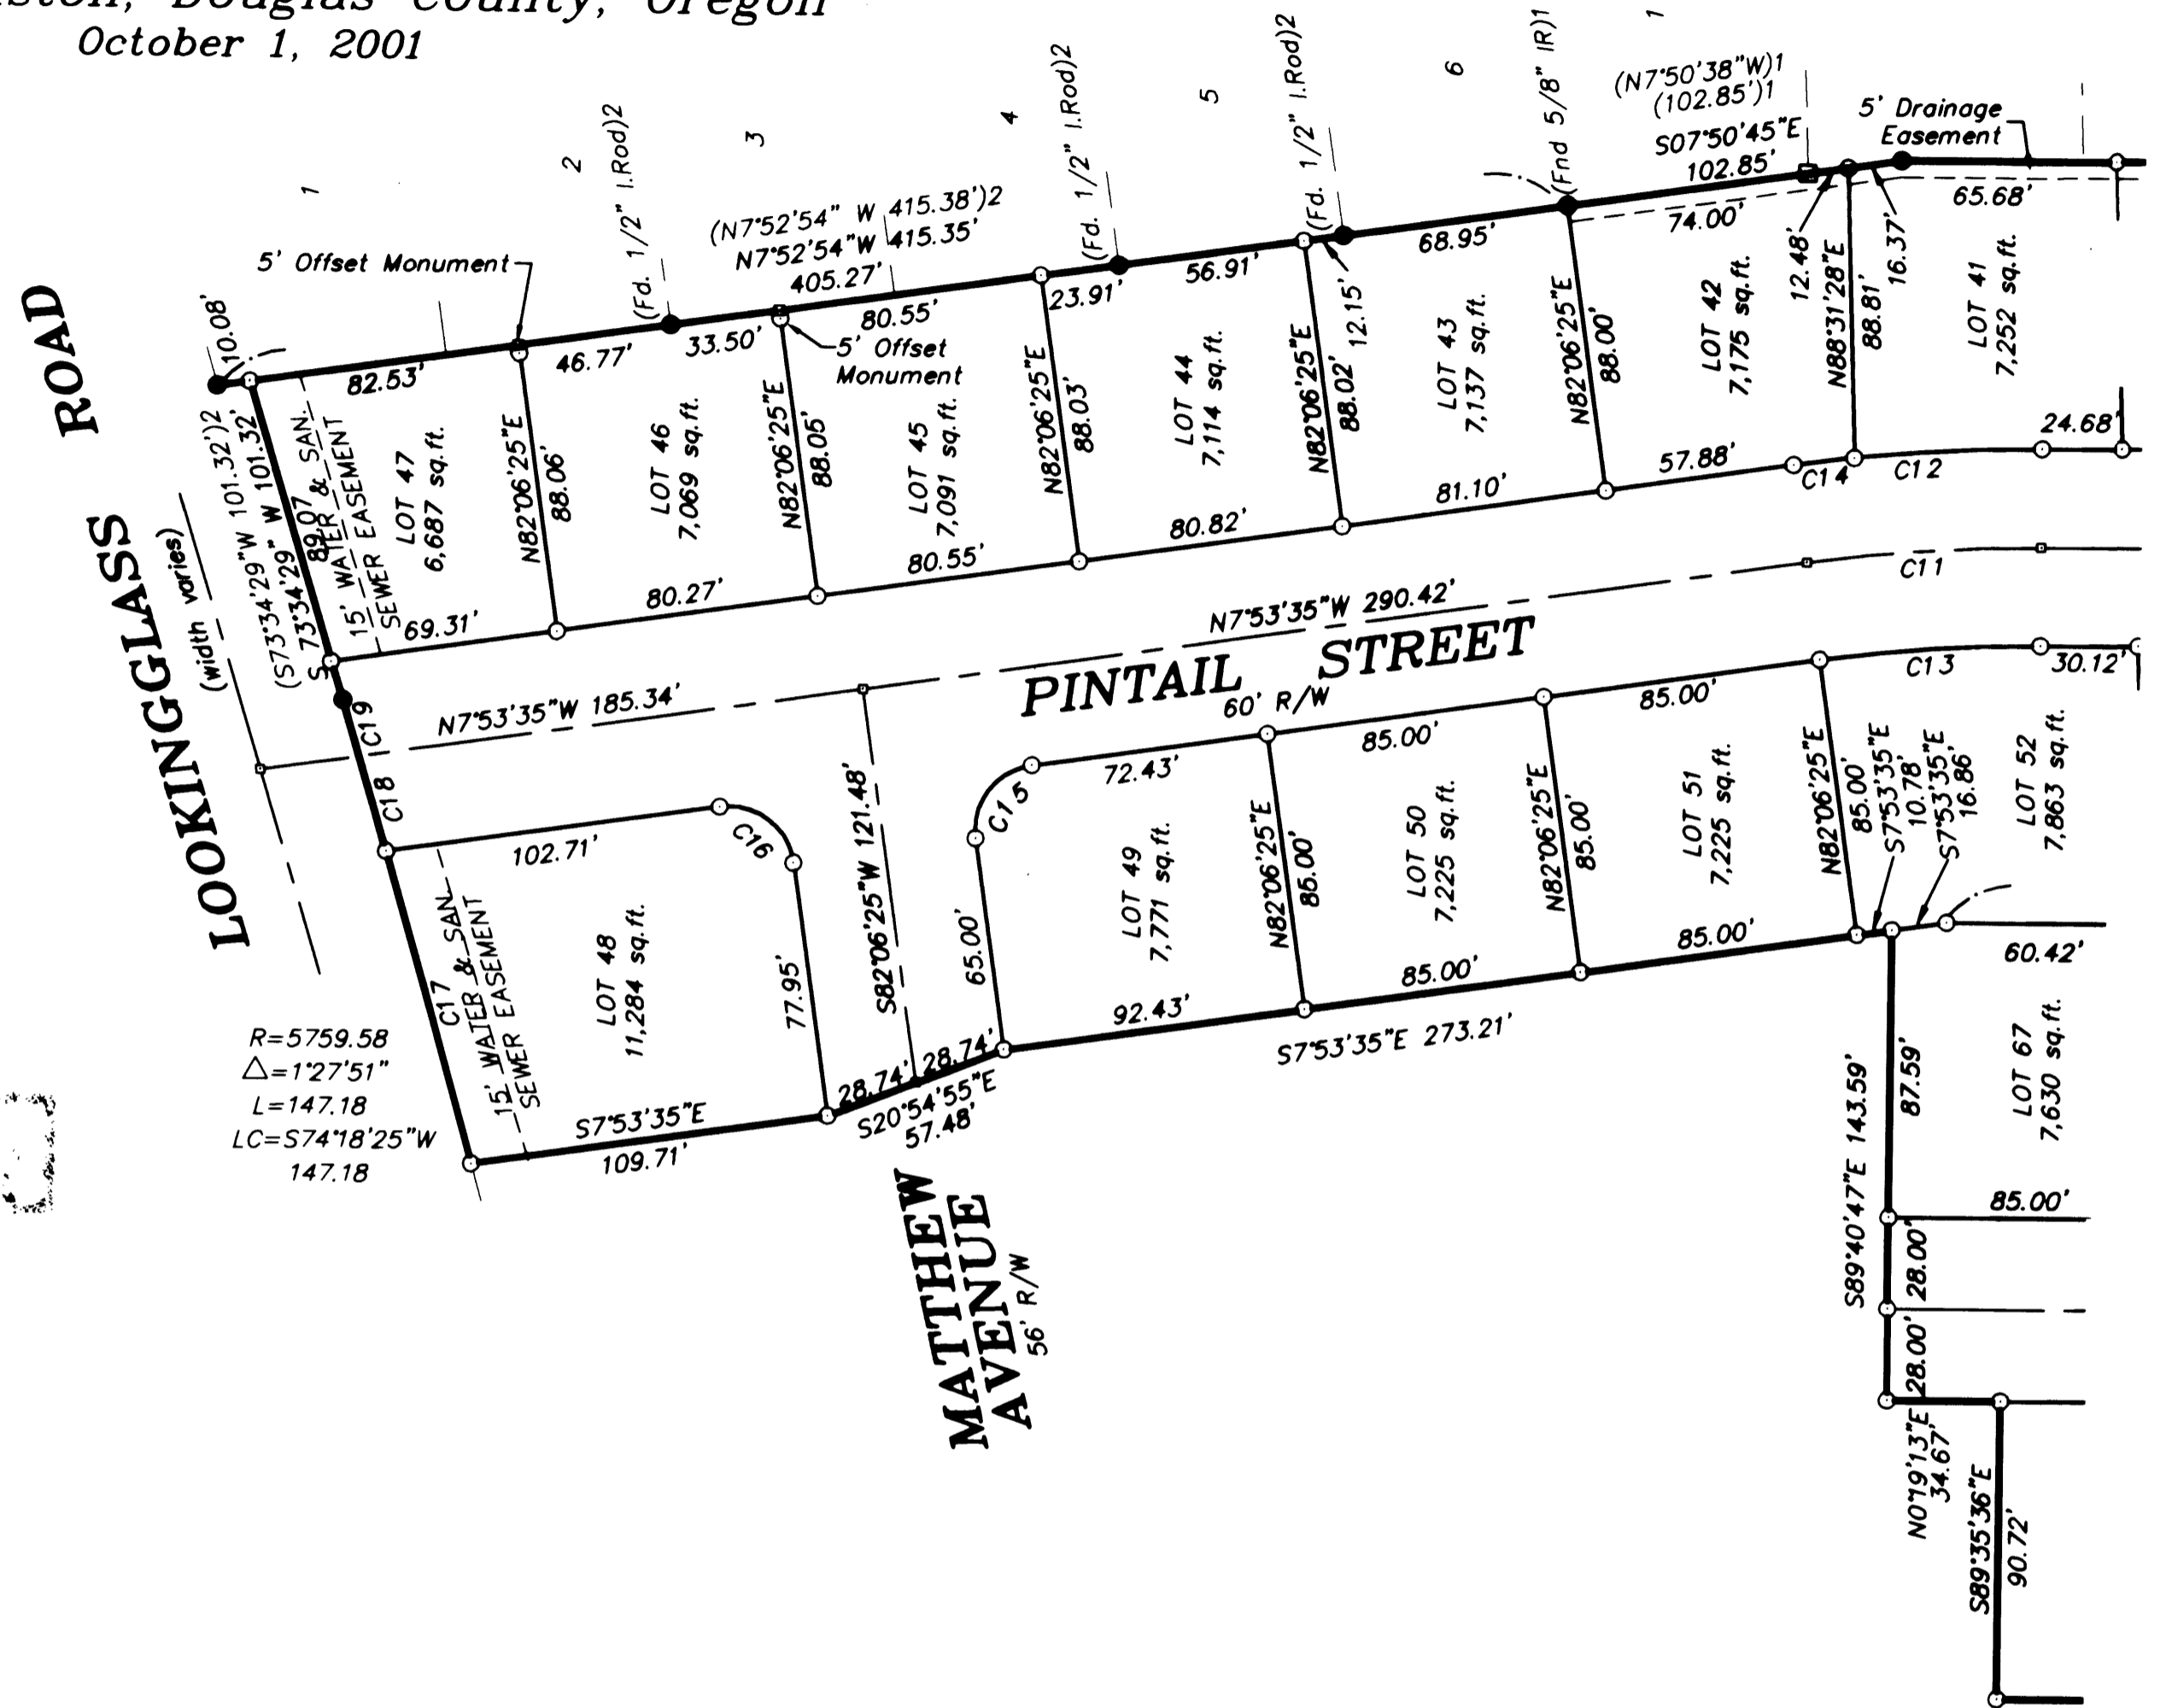 Douglas County, Oregon
October 1, 2001
LOOKINGGLASS ROAD
(width varies)
(S73°34'29"W 101.32')2
S 73°34'29" W 101.32'
89.07
10.08'
5' Offset Monument
1
2
3
4
5
6
1
(Fd. 1/2" I.Rod)2
(N7°52'54" W 415.38')2
N7°52'54"W 415.35'
405.27'
(Fd. 1/2" I.Rod)2
(Fd. 1/2" I.Rod)2
(Fnd 5/8" IR)1
(N7°50'38"W)1
(102.85')1
S07°50'45"E
102.85'
5' Drainage
Easement
82.53'
46.77'
33.50'
80.55'
23.91'
56.91'
12.15'
68.95'
74.00'
12.48'
16.37'
65.68'
5' Offset
Monument
15' WATER & SAN.
SEWER EASEMENT
LOT 47
6,687 sq.ft.
N82°06'25"E
88.06'
LOT 46
7,069 sq.ft.
N82°06'25"E
88.05'
LOT 45
7,091 sq.ft.
N82°06'25"E
88.03'
LOT 44
7,114 sq.ft.
N82°06'25"E
88.02'
LOT 43
7,137 sq.ft.
N82°06'25"E
88.00'
LOT 42
7,175 sq.ft.
N88°31'28"E
88.81'
LOT 41
7,252 sq.ft.
69.31'
80.27'
80.55'
80.82'
81.10'
57.88'
C14
C12
24.68'
C19
C18
N7°53'35"W 185.34'
N7°53'35"W 290.42'
C11
PINTAIL STREET
60' R/W
102.71'
C16
C15
72.43'
85.00'
85.00'
C13
30.12'
C17
15' WATER & SAN.
SEWER EASEMENT
LOT 48
11,284 sq.ft.
77.95'
S82°06'25"W 121.48'
65.00'
LOT 49
7,771 sq.ft.
N82°06'25"E
85.00'
LOT 50
7,225 sq.ft.
N82°06'25"E
85.00'
LOT 51
7,225 sq.ft.
N82°06'25"E
85.00'
S7°53'35"E
10.78'
S7°53'35"E
16.86'
LOT 52
7,863 sq.ft.
R=5759.58
△=1°27'51"
L=147.18
LC=S74°18'25"W
147.18
S7°53'35"E
109.71'
28.74'
28.74'
S20°54'55"E
57.48'
92.43'
85.00'
85.00'
S7°53'35"E 273.21'
60.42'
MATTHEW
AVENUE
56' R/W
S89°40'47"E 143.59'
87.59'
LOT 67
7,630 sq.ft.
85.00'
28.00'
28.00'
N0°19'13"E
34.67'
S89°35'36"E
90.72'